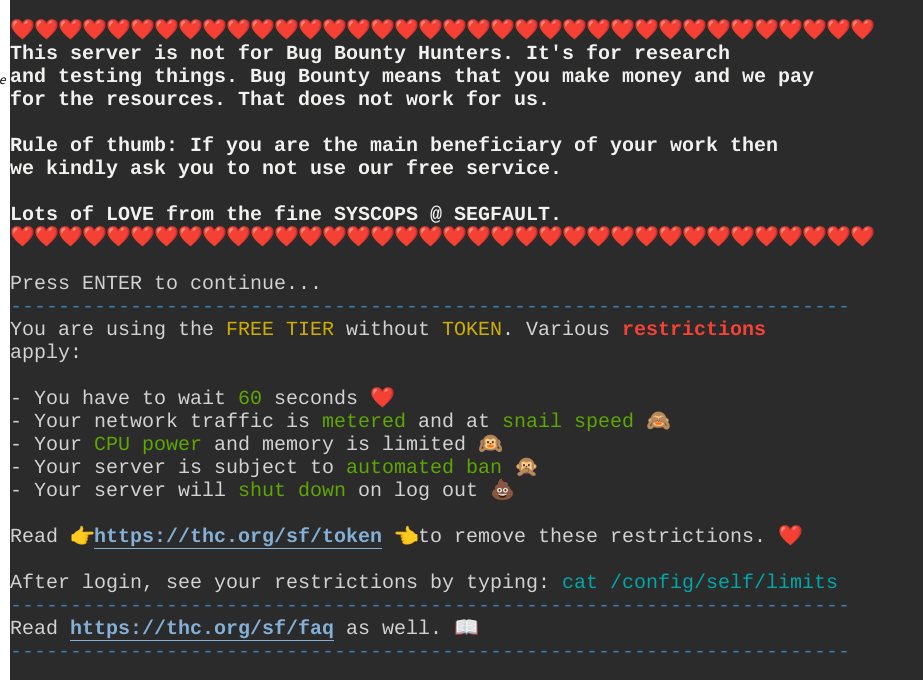 ❤️❤️❤️❤️❤️❤️❤️❤️❤️❤️❤️❤️❤️❤️❤️❤️❤️❤️❤️❤️❤️❤️❤️❤️❤️❤️❤️❤️❤️❤️❤️❤️❤️❤️❤️❤️
This server is not for Bug Bounty Hunters. It's for research
and testing things. Bug Bounty means that you make money and we pay
for the resources. That does not work for us.
Rule of thumb: If you are the main beneficiary of your work then
we kindly ask you to not use our free service.
Lots of LOVE from the fine SYSCOPS @ SEGFAULT.
❤️❤️❤️❤️❤️❤️❤️❤️❤️❤️❤️❤️❤️❤️❤️❤️❤️❤️❤️❤️❤️❤️❤️❤️❤️❤️❤️❤️❤️❤️❤️❤️❤️❤️❤️❤️
Press ENTER to continue...
----------------------------------------------------------------------
You are using the FREE TIER without TOKEN. Various restrictions
apply:
- You have to wait 60 seconds ❤️
- Your network traffic is metered and at snail speed 🙈
- Your CPU power and memory is limited 🙉
- Your server is subject to automated ban 🙊
- Your server will shut down on log out 💩
Read 👉https://thc.org/sf/token 👈to remove these restrictions. ❤️
After login, see your restrictions by typing: cat /config/self/limits
----------------------------------------------------------------------
Read https://thc.org/sf/faq as well. 📖
----------------------------------------------------------------------